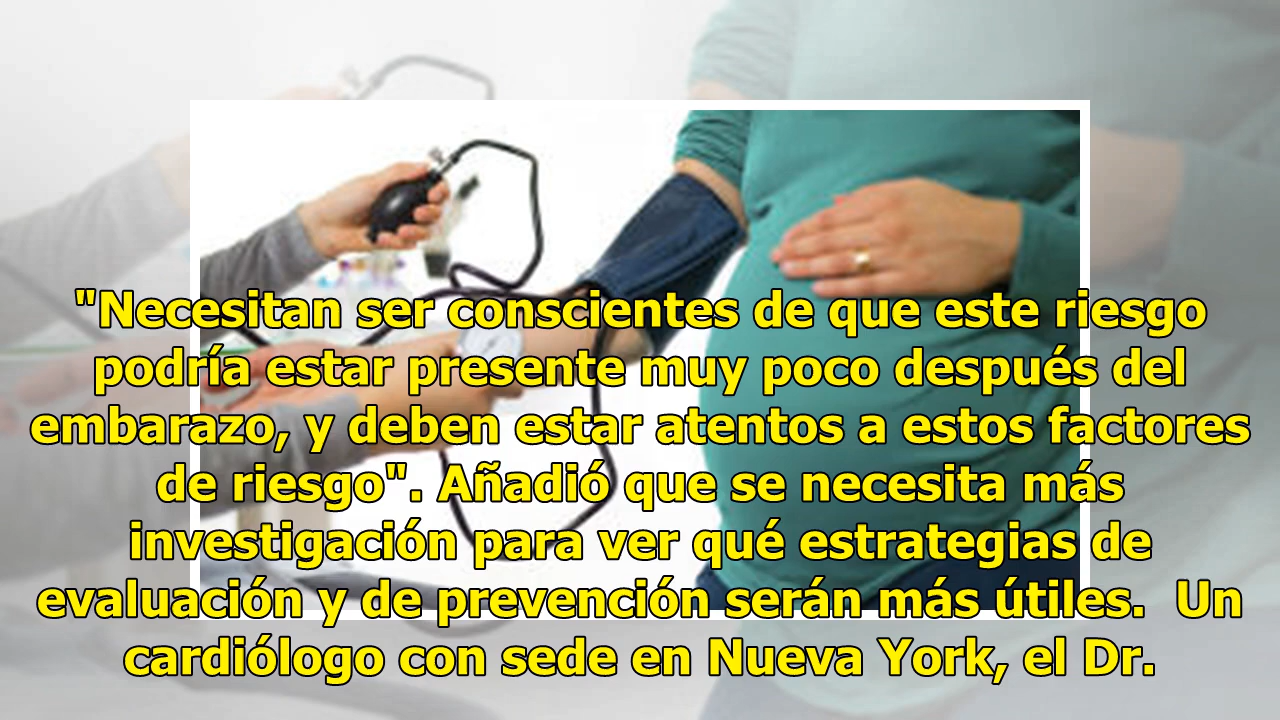 "Necesitan ser conscientes de que este riesgo
podría estar presente muy poco después del
embarazo, y deben estar atentos a estos factores
de riesgo". Añadió que se necesita más
investigación para ver qué estrategias de
evaluación y de prevención serán más útiles.  Un
cardiólogo con sede en Nueva York, el Dr.